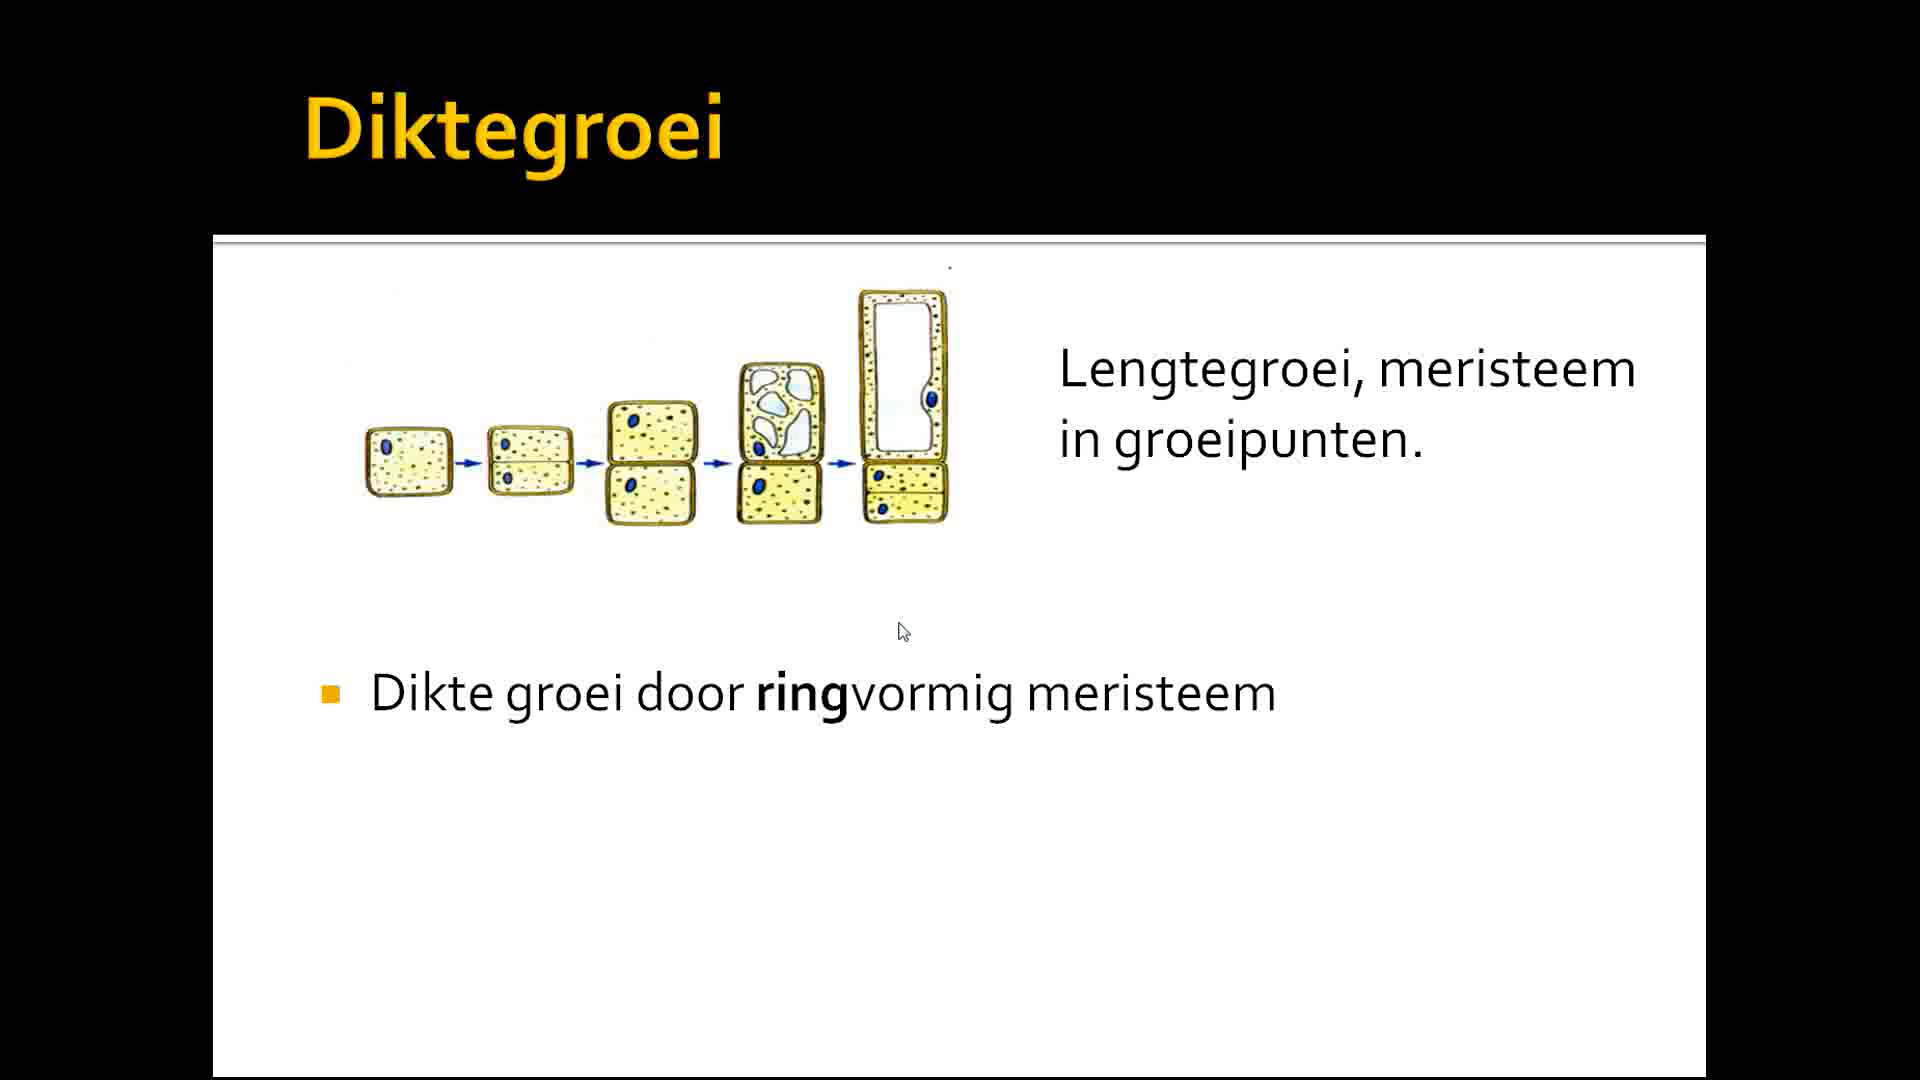 Diktegroei
Lengtegroei, meristeem
in groeipunten.
Dikte groei door ringvormig meristeem